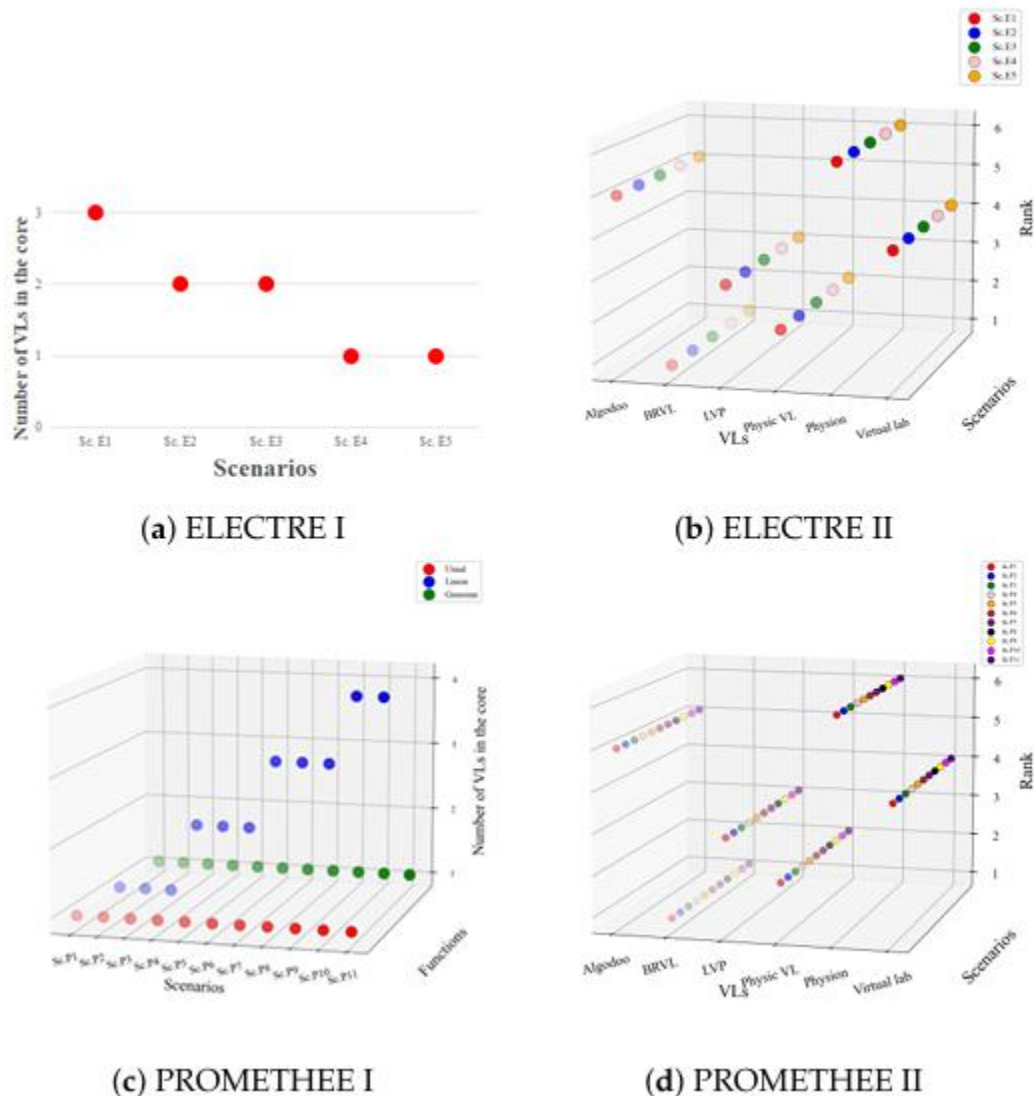 Sc.E1
Sc.E2
Sc.E3
Sc.E4
Sc.E5
Number of VLs in the core
3
2
1
0
Sc. E1
Sc. E2
Sc. E3
Sc. E4
Sc. E5
Scenarios
6
5
4
3
2
1
Rank
Algodoo
BRVL
LVP
Physic VL
Physion
Virtual lab
VLs
Scenarios
(a) ELECTRE I
(b) ELECTRE II
Usual
Linear
Gaussian
4
3
2
1
Number of VLs in the core
Sc.P1
Sc.P2
Sc.P3
Sc.P4
Sc.P5
Sc.P6
Sc.P7
Sc.P8
Sc.P9
Sc.P10
Sc.P11
Scenarios
Functions
6
5
4
3
2
1
Rank
Algodoo
BRVL
LVP
Physic VL
Physion
Virtual lab
VLs
Scenarios
(c) PROMETHEE I
(d) PROMETHEE II